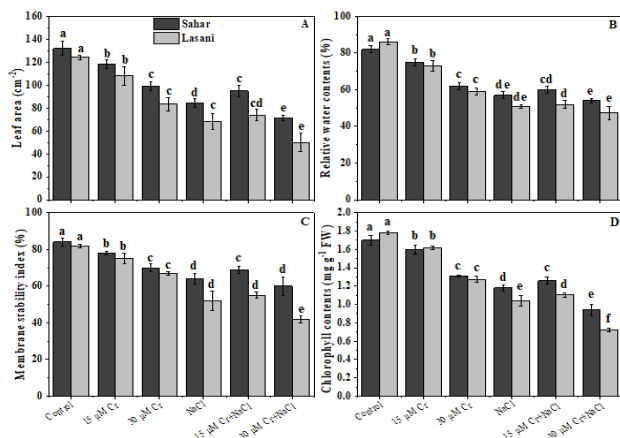 Sahar
Lasani
A
a
a
b
b
c
c
d
e
c
cd
e
e
160
140
120
100
80
60
40
20
0
Leaf area (cm⁻²)
B
a
a
b
b
c
c
de
de
cd
d
e
e
100
80
60
40
20
0
Relative water contents (%)
C
a
a
b
b
c
c
d
d
c
d
d
e
100
80
60
40
20
0
Membrane stability index (%)
Control
15 µM Cr
30 µM Cr
NaCl
15 µM Cr+NaCl
30 µM Cr+NaCl
D
a
a
b
b
c
c
d
e
c
d
e
f
1.8
1.6
1.4
1.2
1.0
0.8
0.6
0.4
0.2
0.0
Chlorophyll contents (mg g⁻¹ FW)
Control
15 µM Cr
30 µM Cr
NaCl
15 µM Cr+NaCl
30 µM Cr+NaCl